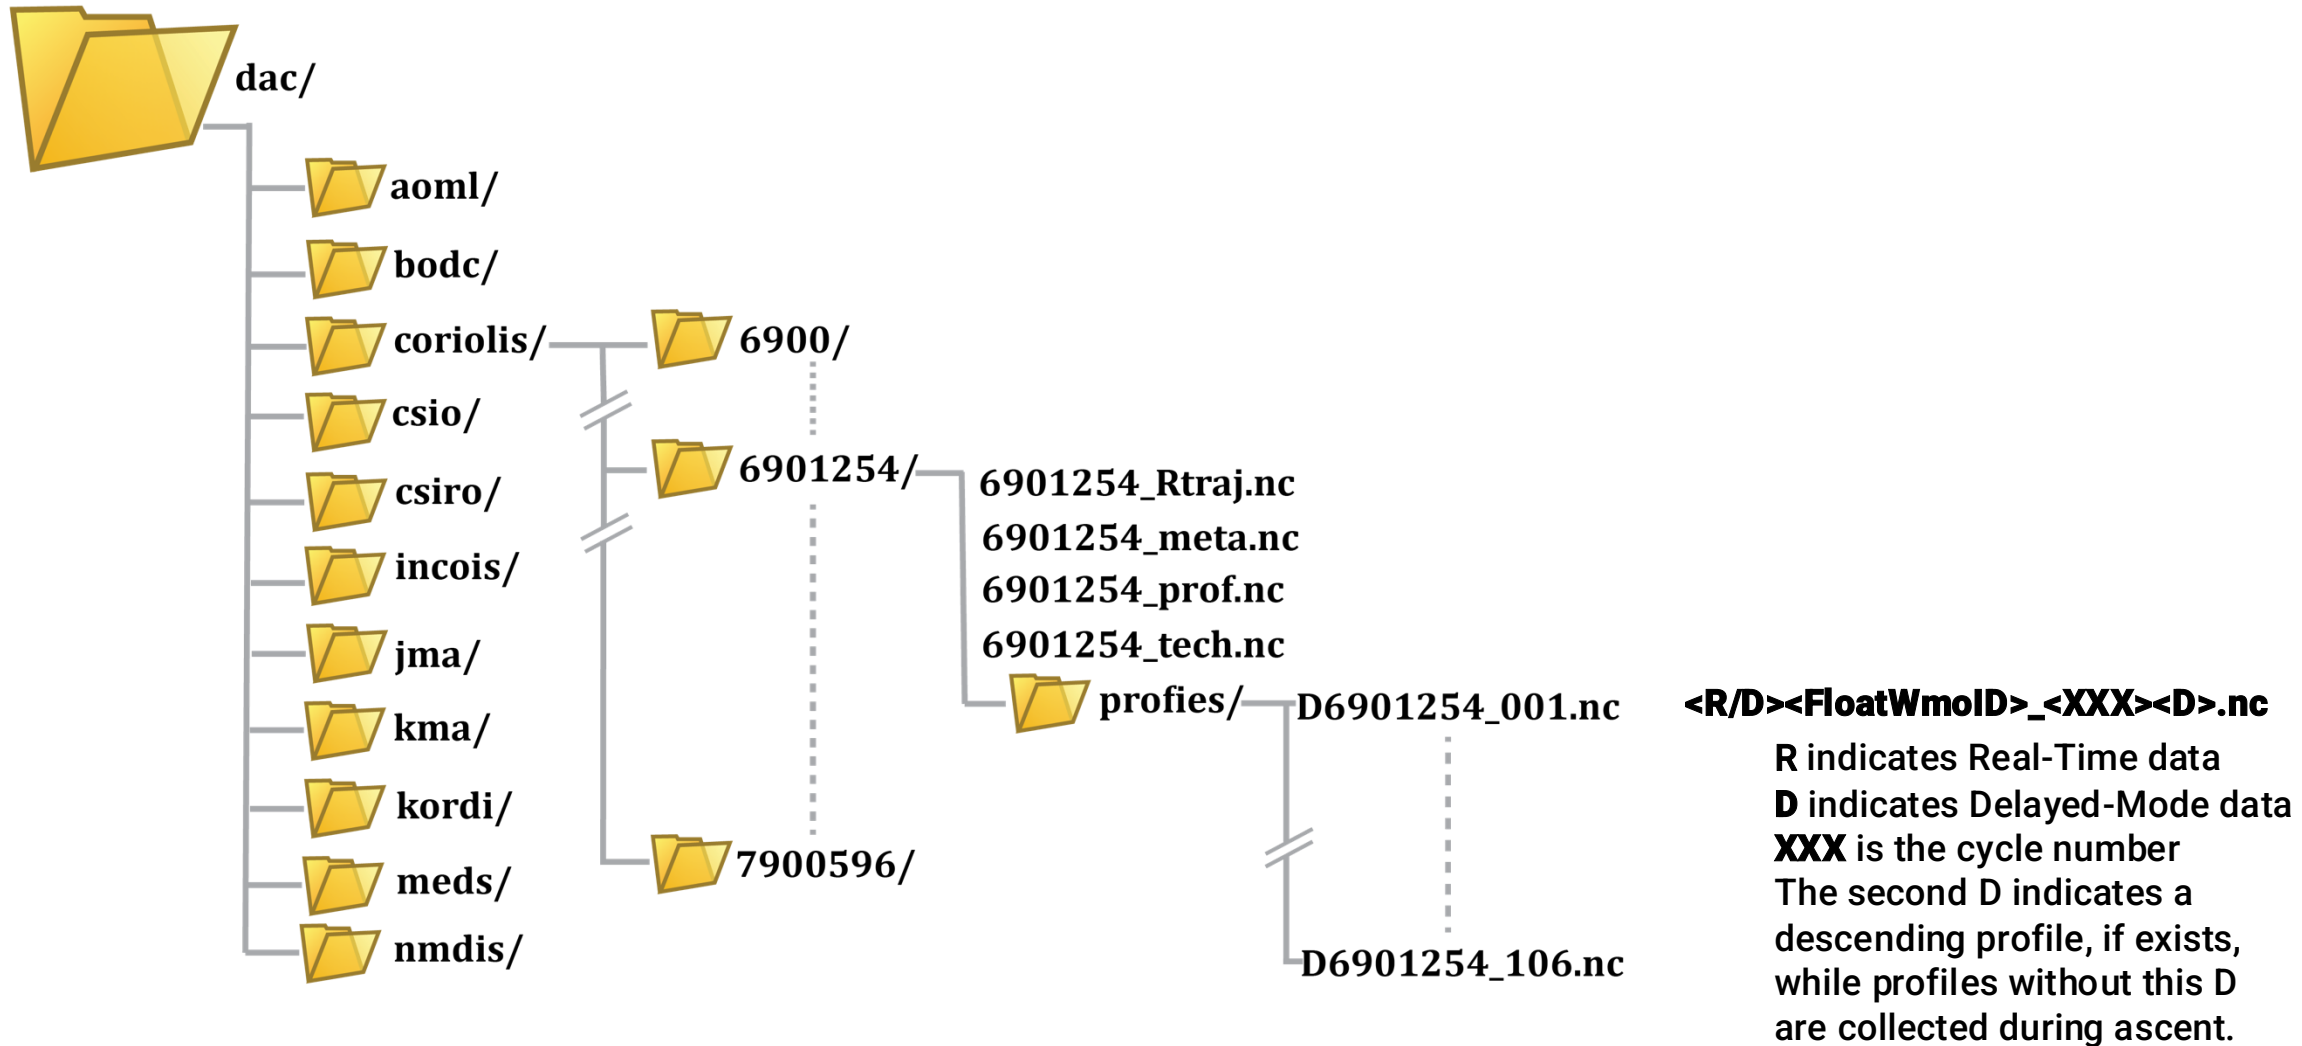 dac/
aoml/
bodc/
coriolis/
6900/
csio/
6901254/
6901254_Rtraj.nc
csiro/
6901254_meta.nc
incois/
6901254_prof.nc
jma/
6901254_tech.nc
profies/
D6901254_001.nc
kma/
kordi/
7900596/
meds/
nmdis/
D6901254_106.nc
<R/D><FloatWmoID>_<XXX><D>.nc
R indicates Real-Time data
D indicates Delayed-Mode data
XXX is the cycle number
The second D indicates a
descending profile, if exists,
while profiles without this D
are collected during ascent.